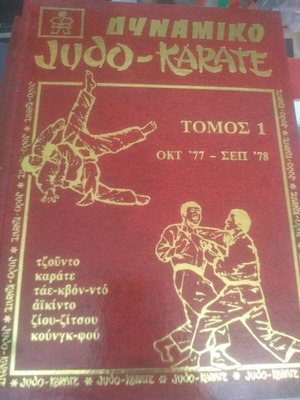 ΔΥΝΑΜΙΚΟ
JUDO-KARATE
ΤΟΜΟΣ 1
ΟΚΤ '77 - ΣΕΠ '78
τζούντο
καράτε
τάε-κβόν-ντό
ἀϊκίντο
ζίου-ζίτσου
κούνγκ-φού
JUDO-KARATE * JUDO-KARATE * JUDO-KARATE * JUDO-KARATE